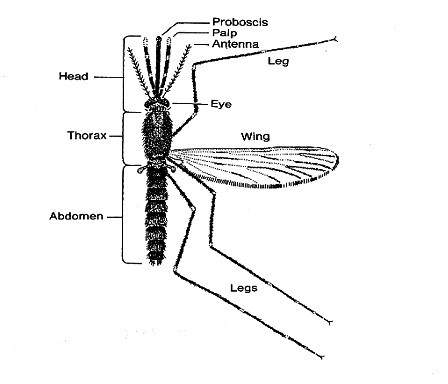 Proboscis
Palp
Antenna
Leg
Head
Eye
Thorax
Wing
Abdomen
Legs